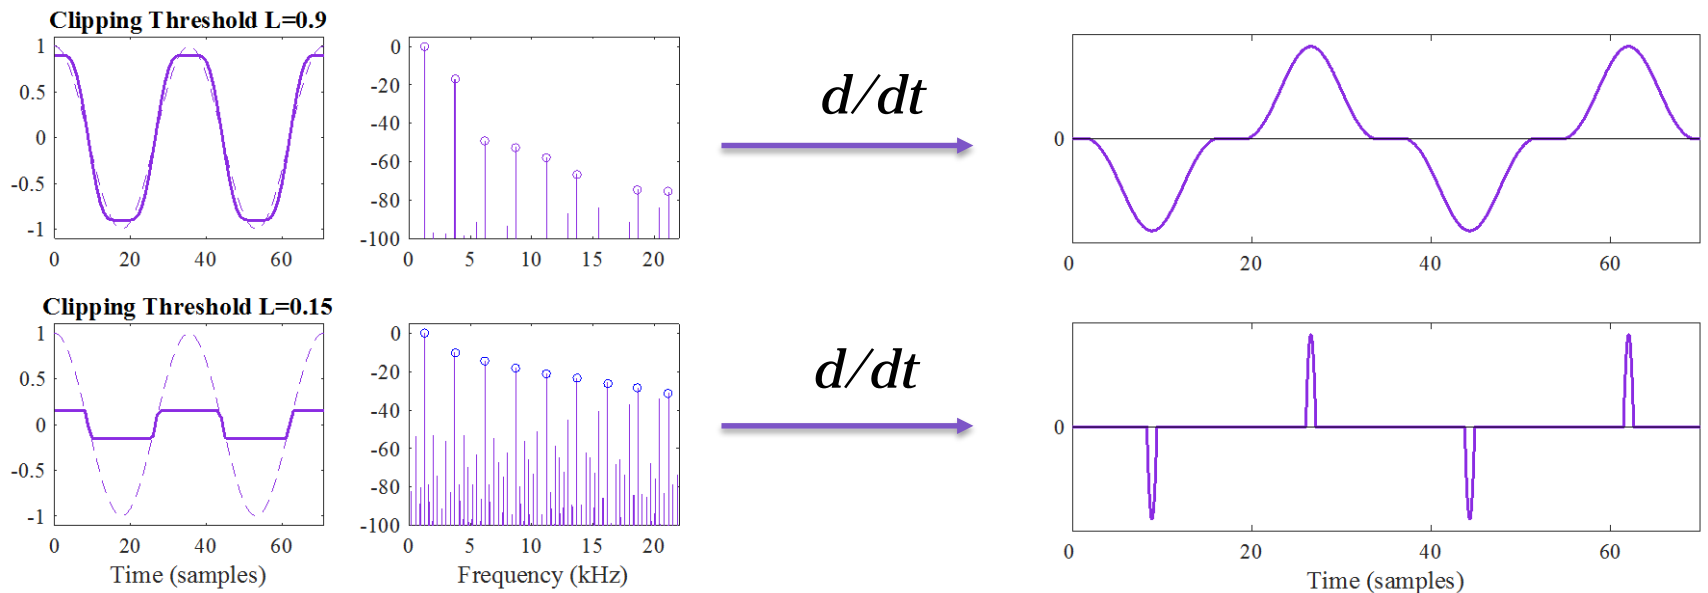 Clipping Threshold L=0.9
1
0.5
0
-0.5
-1
0 20 40 60
0
-20
-40
-60
-80
-100
0 5 10 15 20
d/dt
0
0 20 40 60
Clipping Threshold L=0.15
1
0.5
0
-0.5
-1
0 20 40 60
Time (samples)
0
-20
-40
-60
-80
-100
0 5 10 15 20
Frequency (kHz)
d/dt
0
0 20 40 60
Time (samples)